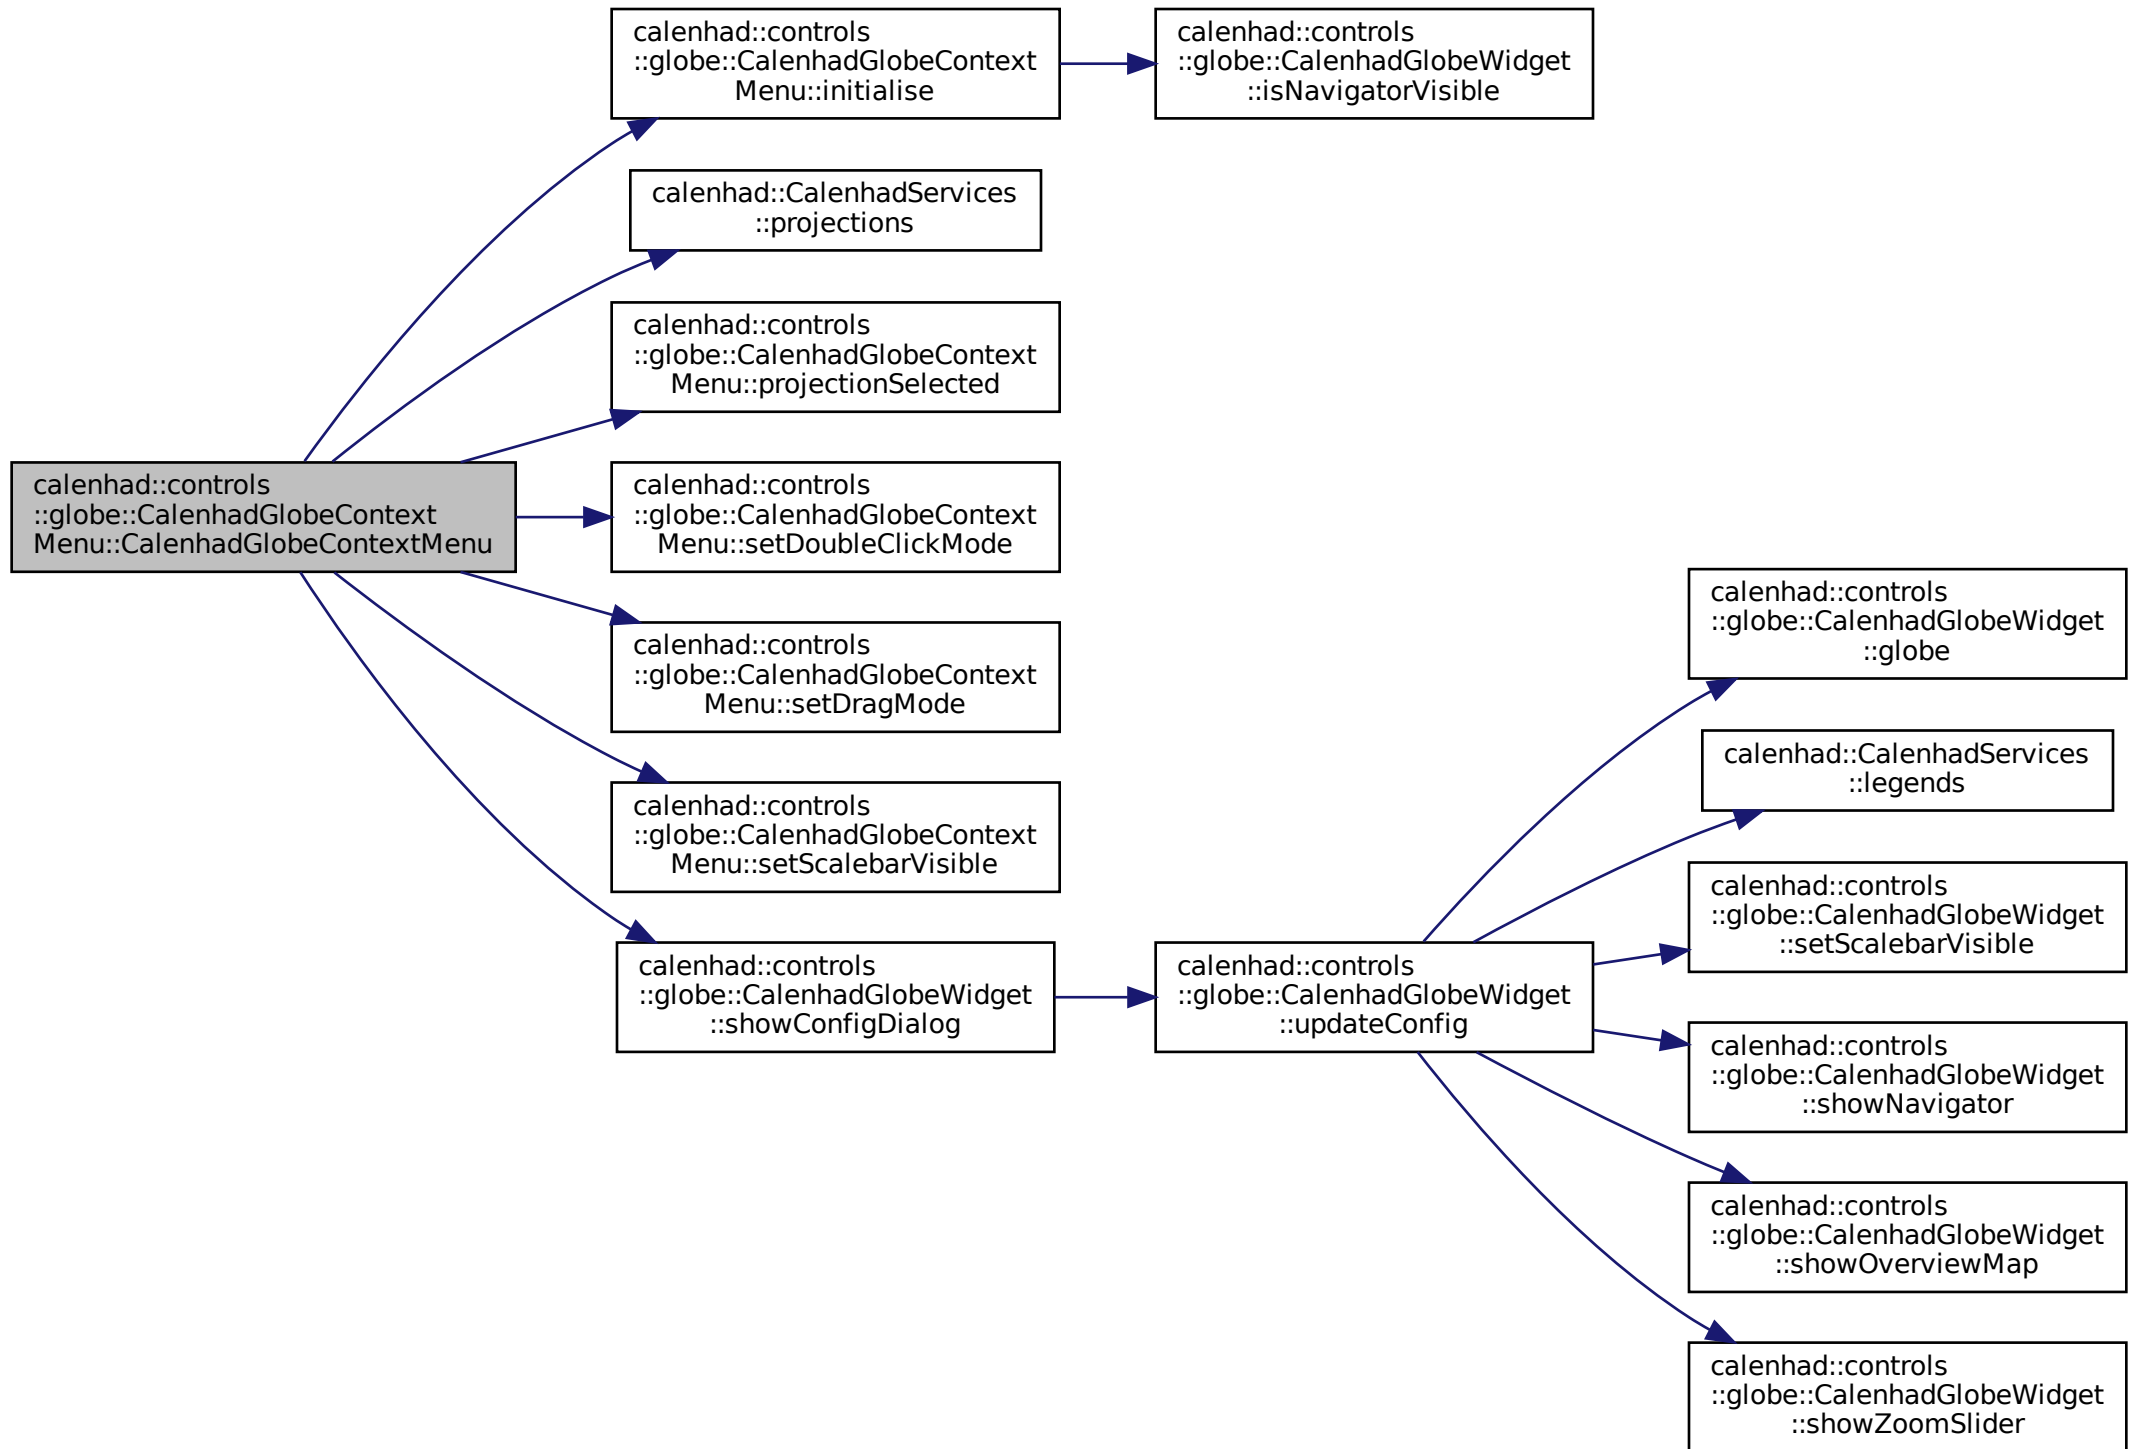 calenhad::controls
::globe::CalenhadGlobeContext
Menu::initialise
calenhad::controls
::globe::CalenhadGlobeWidget
::isNavigatorVisible
calenhad::CalenhadServices
::projections
calenhad::controls
::globe::CalenhadGlobeContext
Menu::projectionSelected
calenhad::controls
::globe::CalenhadGlobeContext
Menu::CalenhadGlobeContextMenu
calenhad::controls
::globe::CalenhadGlobeContext
Menu::setDoubleClickMode
calenhad::controls
::globe::CalenhadGlobeContext
Menu::setDragMode
calenhad::controls
::globe::CalenhadGlobeContext
Menu::setScalebarVisible
calenhad::controls
::globe::CalenhadGlobeWidget
::showConfigDialog
calenhad::controls
::globe::CalenhadGlobeWidget
::updateConfig
calenhad::controls
::globe::CalenhadGlobeWidget
::globe
calenhad::CalenhadServices
::legends
calenhad::controls
::globe::CalenhadGlobeWidget
::setScalebarVisible
calenhad::controls
::globe::CalenhadGlobeWidget
::showNavigator
calenhad::controls
::globe::CalenhadGlobeWidget
::showOverviewMap
calenhad::controls
::globe::CalenhadGlobeWidget
::showZoomSlider